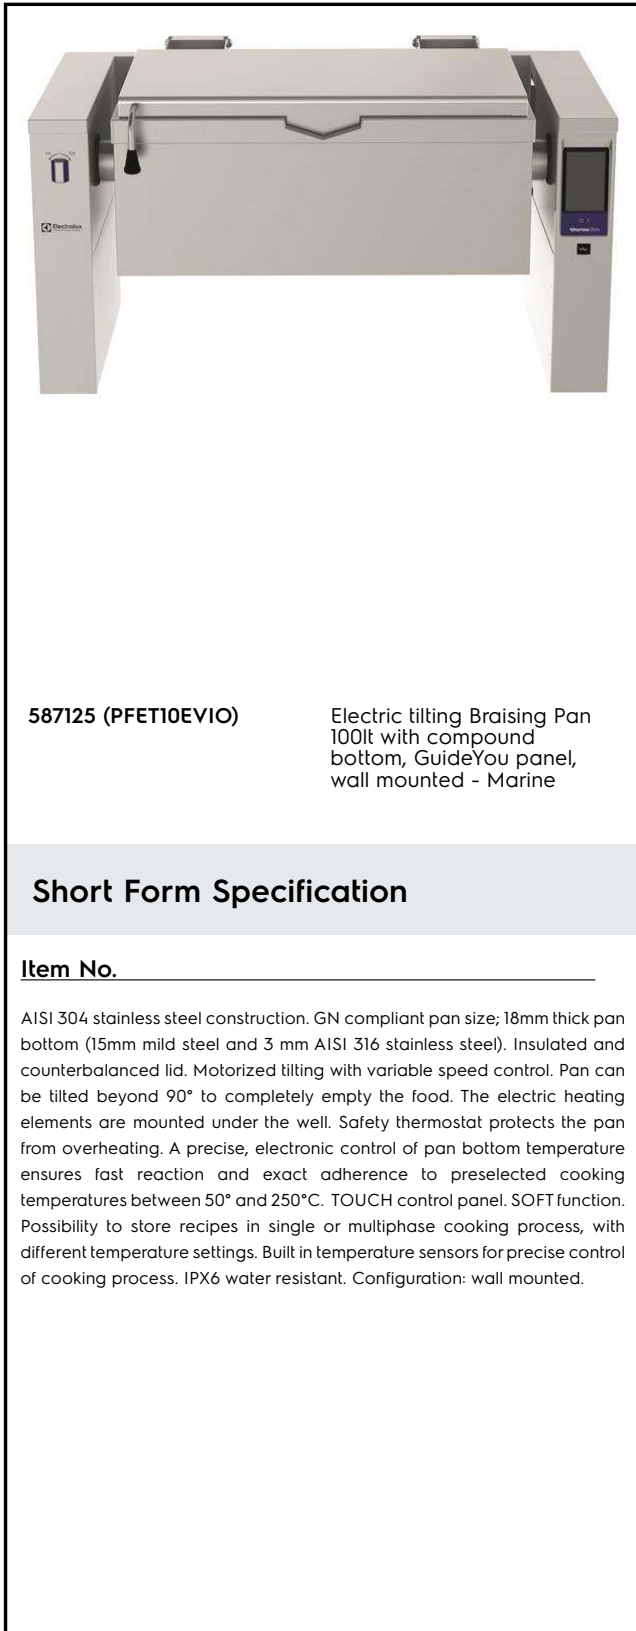 Electrolux
PROFESSIONAL
587125 (PFET10EVIO)
Electric tilting Braising Pan
100lt with compound
bottom, GuideYou panel,
wall mounted - Marine
Short Form Specification
Item No.
AISI 304 stainless steel construction. GN compliant pan size; 18mm thick pan
bottom (15mm mild steel and 3 mm AISI 316 stainless steel). Insulated and
counterbalanced lid. Motorized tilting with variable speed control. Pan can
be tilted beyond 90° to completely empty the food. The electric heating
elements are mounted under the well. Safety thermostat protects the pan
from overheating. A precise, electronic control of pan bottom temperature
ensures fast reaction and exact adherence to preselected cooking
temperatures between 50° and 250°C. TOUCH control panel. SOFT function.
Possibility to store recipes in single or multiphase cooking process, with
different temperature settings. Built in temperature sensors for precise control
of cooking process. IPX6 water resistant. Configuration: wall mounted.